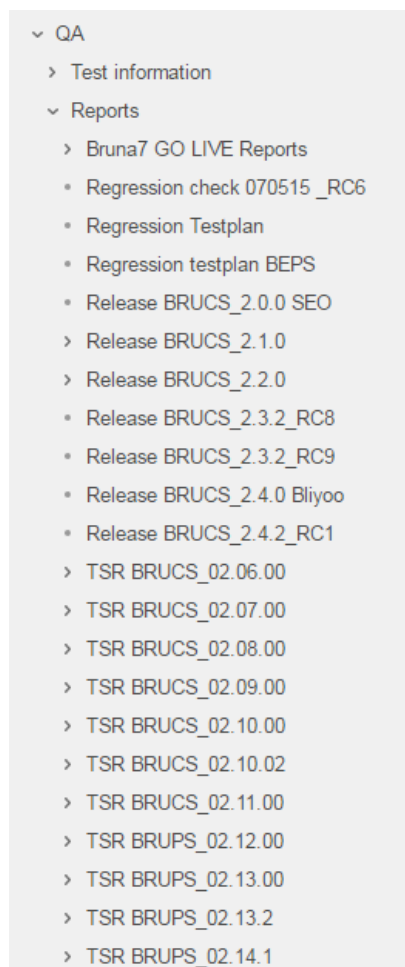 QA
Test information
Reports
Bruna7 GO LIVE Reports
Regression check 070515 _RC6
Regression Testplan
Regression testplan BEPS
Release BRUCS_2.0.0 SEO
Release BRUCS_2.1.0
Release BRUCS_2.2.0
Release BRUCS_2.3.2_RC8
Release BRUCS_2.3.2_RC9
Release BRUCS_2.4.0 Bliyoo
Release BRUCS_2.4.2_RC1
TSR BRUCS_02.06.00
TSR BRUCS_02.07.00
TSR BRUCS_02.08.00
TSR BRUCS_02.09.00
TSR BRUCS_02.10.00
TSR BRUCS_02.10.02
TSR BRUCS_02.11.00
TSR BRUPS_02.12.00
TSR BRUPS_02.13.00
TSR BRUPS_02.13.2
TSR BRUPS_02.14.1